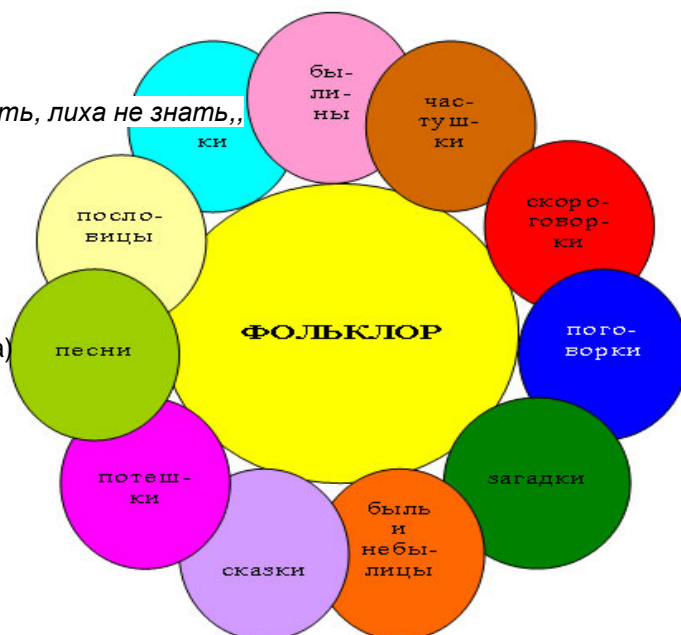 бы-
ли-
ны
ть, лиха не знать,,
ки
час-
туш-
ки
скоро-
говор-
ки
посло-
вицы
ФОЛЬКЛОР
пого-
ворки
а)
песни
потеш-
ки
загадки
быль
и
небы-
лицы
сказки